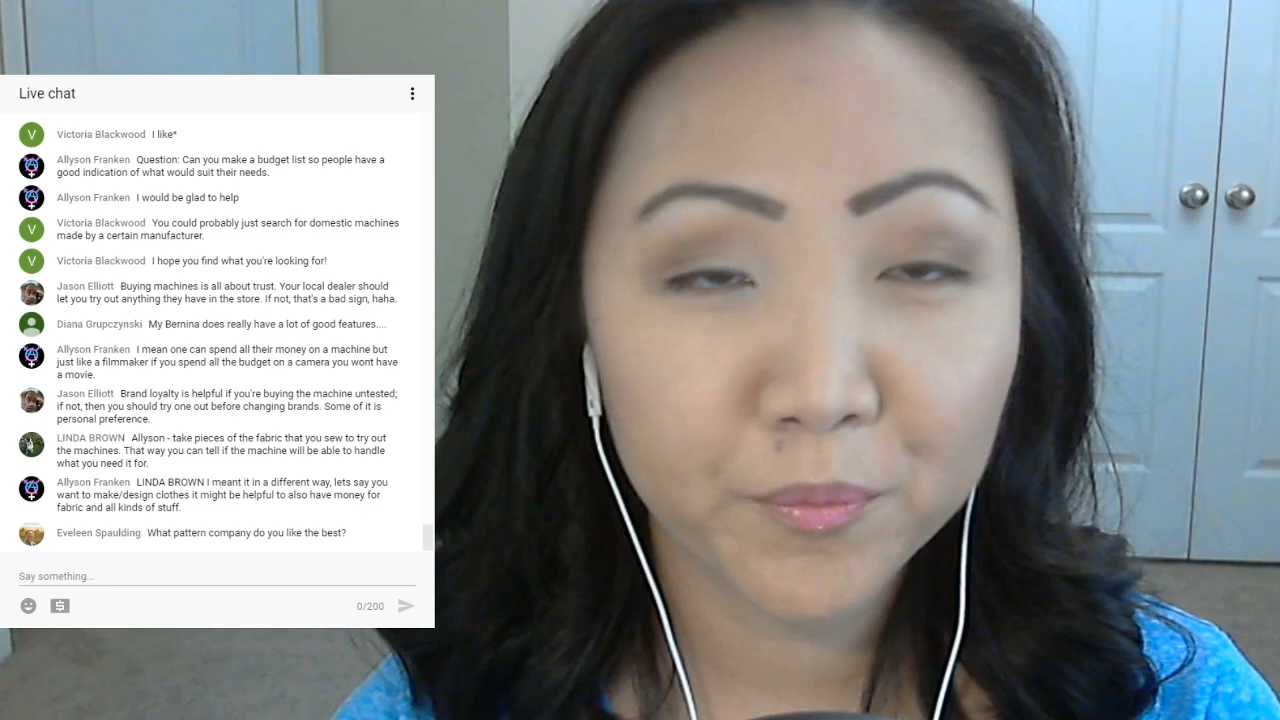 Live chat
V Victoria Blackwood I like*
Allyson Franken Question: Can you make a budget list so people have a
good indication of what would suit their needs.
Allyson Franken I would be glad to help
V Victoria Blackwood You could probably just search for domestic machines
made by a certain manufacturer.
V Victoria Blackwood I hope you find what you're looking for!
Jason Elliott Buying machines is all about trust. Your local dealer should
let you try out anything they have in the store. If not, that's a bad sign, haha.
Diana Grupczynski My Bernina does really have a lot of good features....
Allyson Franken I mean one can spend all their money on a machine but
just like a filmmaker if you spend all the budget on a camera you wont have
a movie.
Jason Elliott Brand loyalty is helpful if you're buying the machine untested;
if not, then you should try one out before changing brands. Some of it is
personal preference.
LINDA BROWN Allyson - take pieces of the fabric that you sew to try out
the machines. That way you can tell if the machine will be able to handle
what you need it for.
Allyson Franken LINDA BROWN I meant it in a different way, lets say you
want to make/design clothes it might be helpful to also have money for
fabric and all kinds of stuff.
Eveleen Spaulding What pattern company do you like the best?
Say something...
0/200